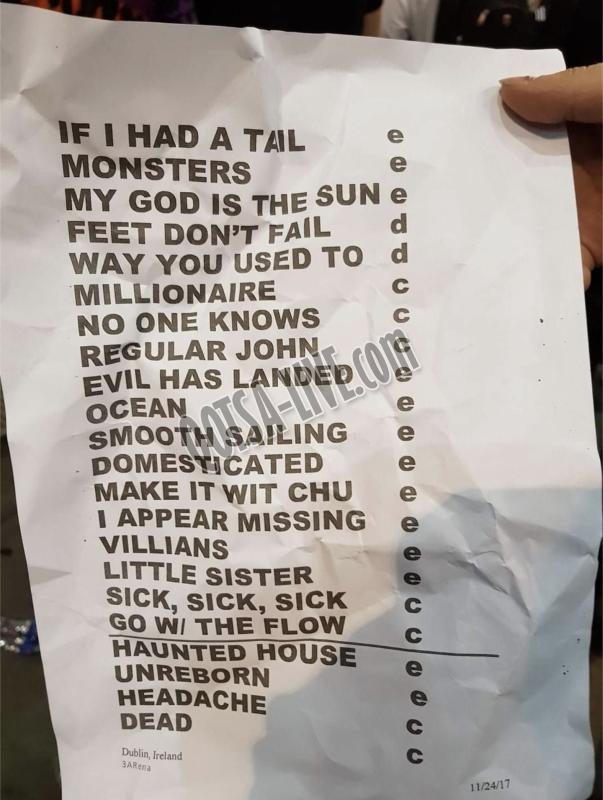 IF I HAD A TAIL e
MONSTERS e
MY GOD IS THE SUN e
FEET DON'T FAIL d
WAY YOU USED TO d
MILLIONAIRE c
NO ONE KNOWS c
REGULAR JOHN c
EVIL HAS LANDED e
OCEAN e
SMOOTH SAILING e
DOMESTICATED e
MAKE IT WIT CHU e
I APPEAR MISSING e
VILLIANS e
LITTLE SISTER e
SICK, SICK, SICK c
GO W/ THE FLOW c
HAUNTED HOUSE e
UNREBORN e
HEADACHE c
DEAD c
Dublin, Ireland
3ARena
11/24/17
QOTSA-LIVE.com